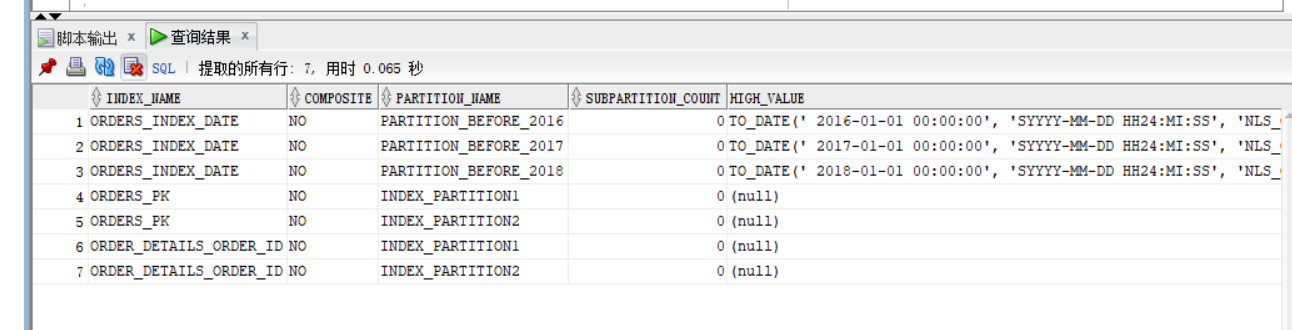 脚本输出 × 查询结果 ×
SQL | 提取的所有行: 7, 用时 0.065 秒
INDEX_NAME COMPOSITE PARTITION_NAME SUBPARTITION_COUNT HIGH_VALUE
1 ORDERS_INDEX_DATE NO PARTITION_BEFORE_2016 0 TO_DATE(' 2016-01-01 00:00:00', 'SYYYY-MM-DD HH24:MI:SS', 'NLS_
2 ORDERS_INDEX_DATE NO PARTITION_BEFORE_2017 0 TO_DATE(' 2017-01-01 00:00:00', 'SYYYY-MM-DD HH24:MI:SS', 'NLS_
3 ORDERS_INDEX_DATE NO PARTITION_BEFORE_2018 0 TO_DATE(' 2018-01-01 00:00:00', 'SYYYY-MM-DD HH24:MI:SS', 'NLS_
4 ORDERS_PK NO INDEX_PARTITION1 0 (null)
5 ORDERS_PK NO INDEX_PARTITION2 0 (null)
6 ORDER_DETAILS_ORDER_ID NO INDEX_PARTITION1 0 (null)
7 ORDER_DETAILS_ORDER_ID NO INDEX_PARTITION2 0 (null)